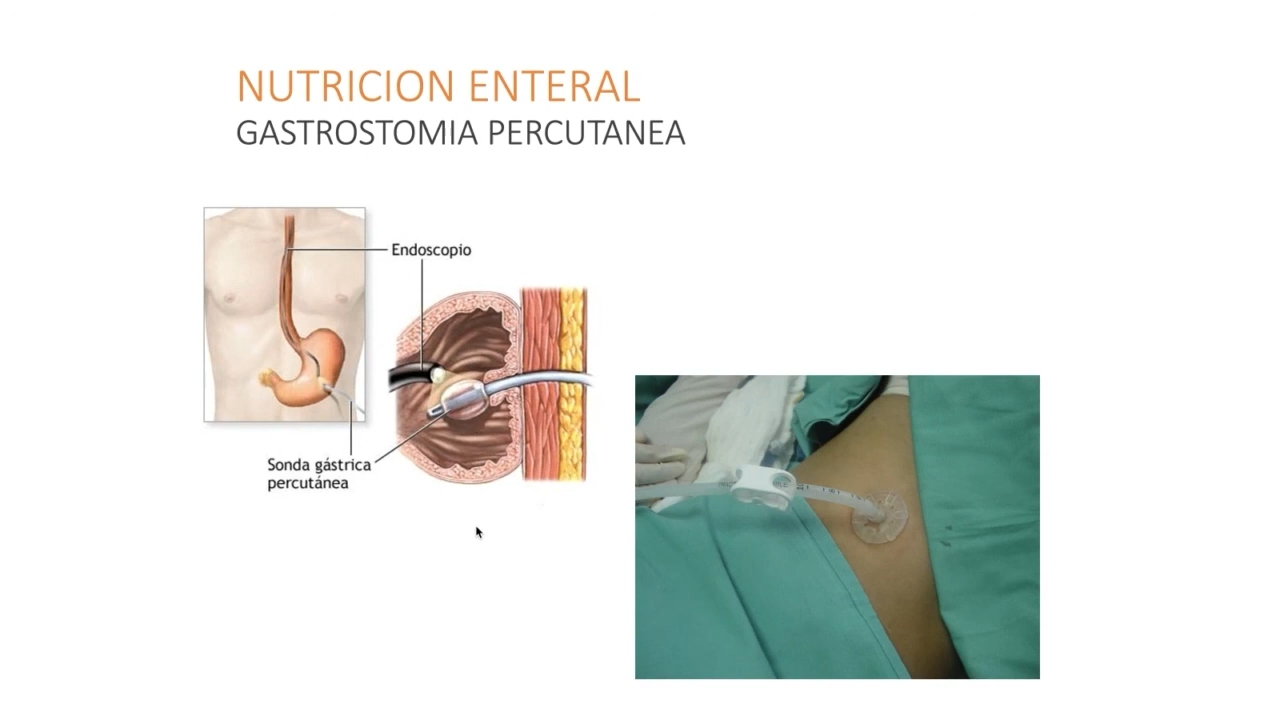 NUTRICION ENTERAL
GASTROSTOMIA PERCUTANEA
Endoscopio
Sonda gástrica
percutánea